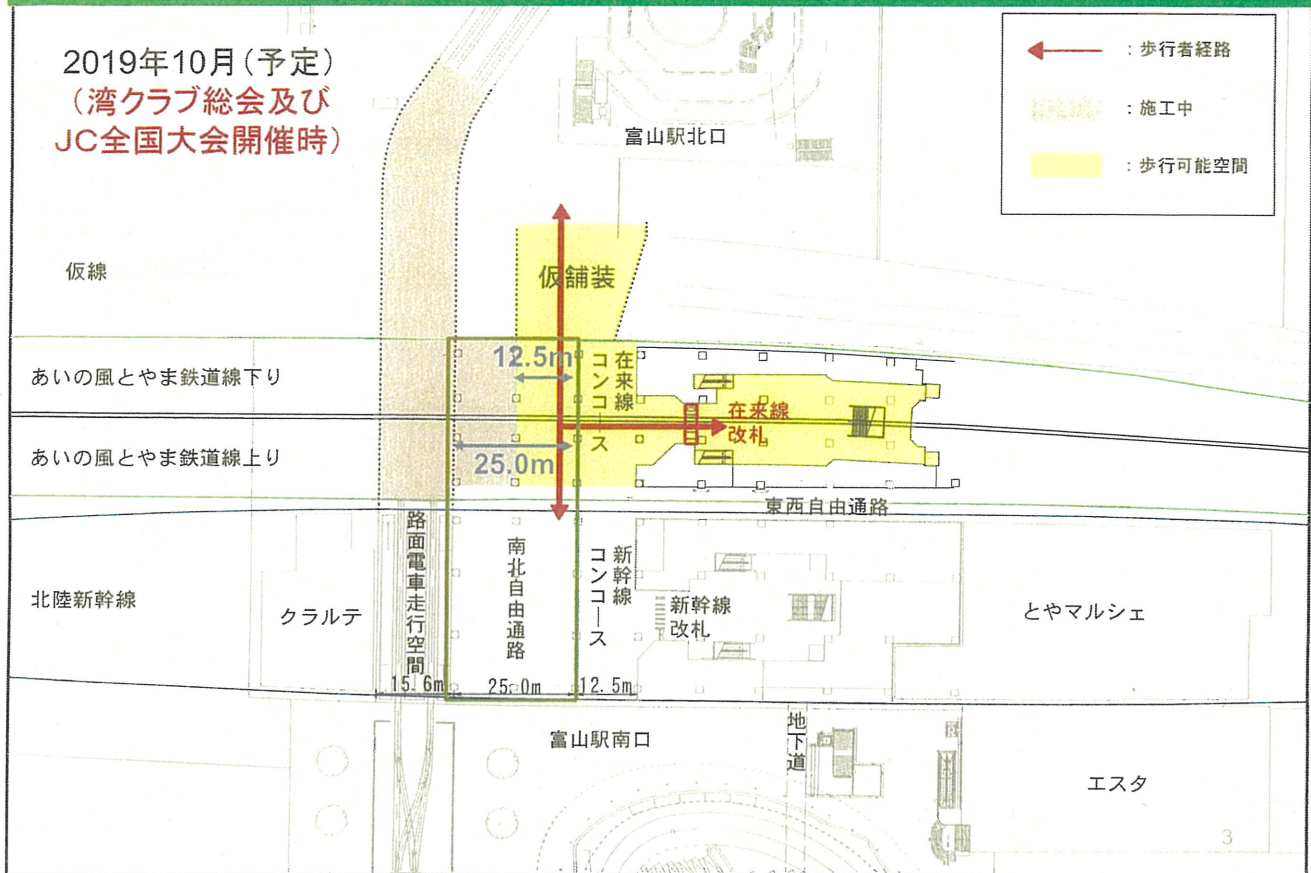 2019年10月(予定)
(湾クラブ総会及び
JC全国大会開催時)
:歩行者経路
:施工中
:歩行可能空間
富山駅北口
仮線
仮舗装
あいの風とやま鉄道線下り
12.5m
在来線
コンコース
在来線
改札
あいの風とやま鉄道線上り
25.0m
東西自由通路
北陸新幹線
クラルテ
路面電車走行空間
南北自由通路
新幹線
コンコース
新幹線
改札
とやマルシェ
15.6m
25.0m
12.5m
富山駅南口
地下道
エスタ
3